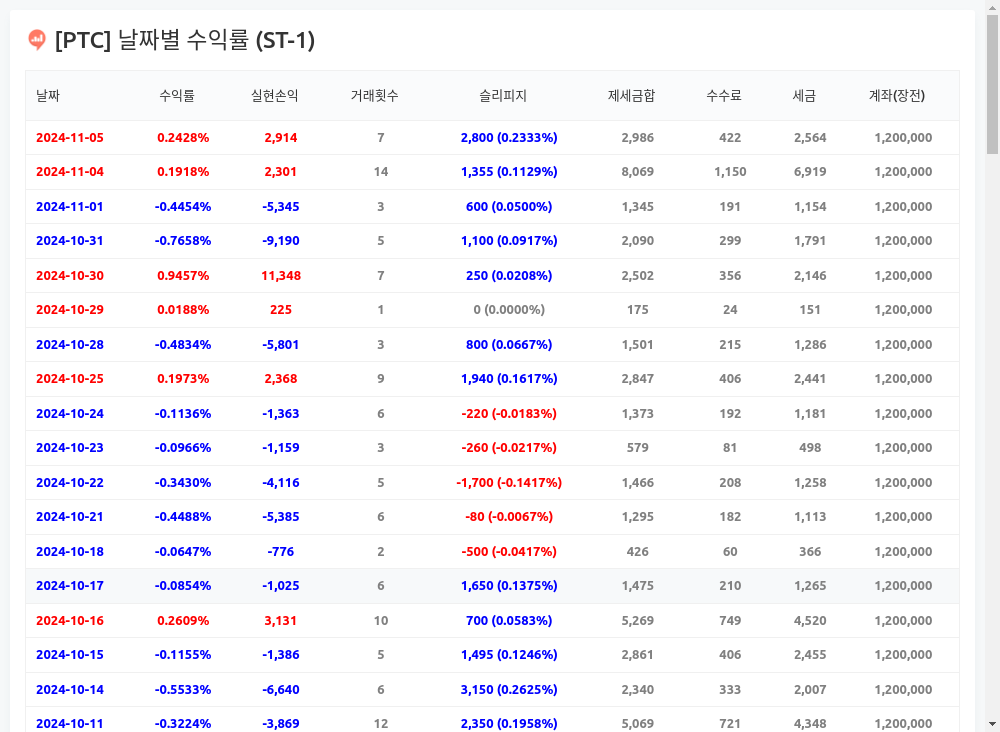 [PTC] 날짜별 수익률 (ST-1)
날짜 수익률 실현손익 거래횟수 슬리피지 제세금합 수수료 세금 계좌(장전)
2024-11-05 0.2428% 2,914 7 2,800 (0.2333%) 2,986 422 2,564 1,200,000
2024-11-04 0.1918% 2,301 14 1,355 (0.1129%) 8,069 1,150 6,919 1,200,000
2024-11-01 -0.4454% -5,345 3 600 (0.0500%) 1,345 191 1,154 1,200,000
2024-10-31 -0.7658% -9,190 5 1,100 (0.0917%) 2,090 299 1,791 1,200,000
2024-10-30 0.9457% 11,348 7 250 (0.0208%) 2,502 356 2,146 1,200,000
2024-10-29 0.0188% 225 1 0 (0.0000%) 175 24 151 1,200,000
2024-10-28 -0.4834% -5,801 3 800 (0.0667%) 1,501 215 1,286 1,200,000
2024-10-25 0.1973% 2,368 9 1,940 (0.1617%) 2,847 406 2,441 1,200,000
2024-10-24 -0.1136% -1,363 6 -220 (-0.0183%) 1,373 192 1,181 1,200,000
2024-10-23 -0.0966% -1,159 3 -260 (-0.0217%) 579 81 498 1,200,000
2024-10-22 -0.3430% -4,116 5 -1,700 (-0.1417%) 1,466 208 1,258 1,200,000
2024-10-21 -0.4488% -5,385 6 -80 (-0.0067%) 1,295 182 1,113 1,200,000
2024-10-18 -0.0647% -776 2 -500 (-0.0417%) 426 60 366 1,200,000
2024-10-17 -0.0854% -1,025 6 1,650 (0.1375%) 1,475 210 1,265 1,200,000
2024-10-16 0.2609% 3,131 10 700 (0.0583%) 5,269 749 4,520 1,200,000
2024-10-15 -0.1155% -1,386 5 1,495 (0.1246%) 2,861 406 2,455 1,200,000
2024-10-14 -0.5533% -6,640 6 3,150 (0.2625%) 2,340 333 2,007 1,200,000
2024-10-11 -0.3224% -3,869 12 2,350 (0.1958%) 5,069 721 4,348 1,200,000